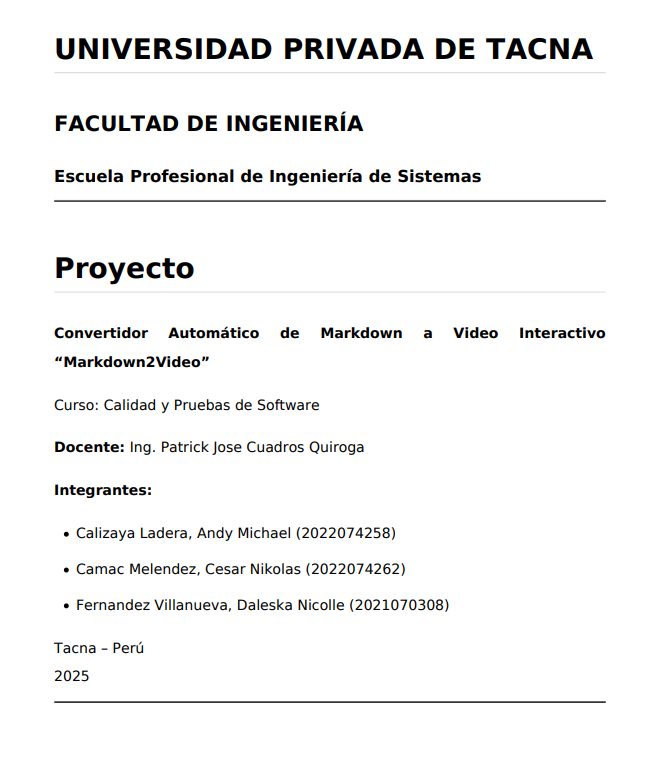 UNIVERSIDAD PRIVADA DE TACNA
FACULTAD DE INGENIERÍA
Escuela Profesional de Ingeniería de Sistemas
Proyecto
Convertidor Automático de Markdown a Video Interactivo
“Markdown2Video”
Curso: Calidad y Pruebas de Software
Docente: Ing. Patrick Jose Cuadros Quiroga
Integrantes:
• Calizaya Ladera, Andy Michael (2022074258)
• Camac Melendez, Cesar Nikolas (2022074262)
• Fernandez Villanueva, Daleska Nicolle (2021070308)
Tacna – Perú
2025